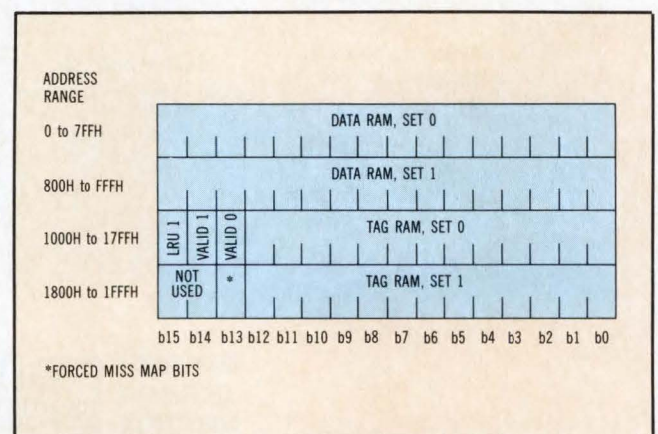 ADDRESS
RANGE
0 to 7FFH
DATA RAM, SET 0
800H to FFFH
DATA RAM, SET 1
1000H to 17FFH
LRU 1
VALID 1
VALID 0
TAG RAM, SET 0
1800H to 1FFFH
NOT
USED
*
TAG RAM, SET 1
b15 b14 b13 b12 b11 b10 b9 b8 b7 b6 b5 b4 b3 b2 b1 b0
*FORCED MISS MAP BITS